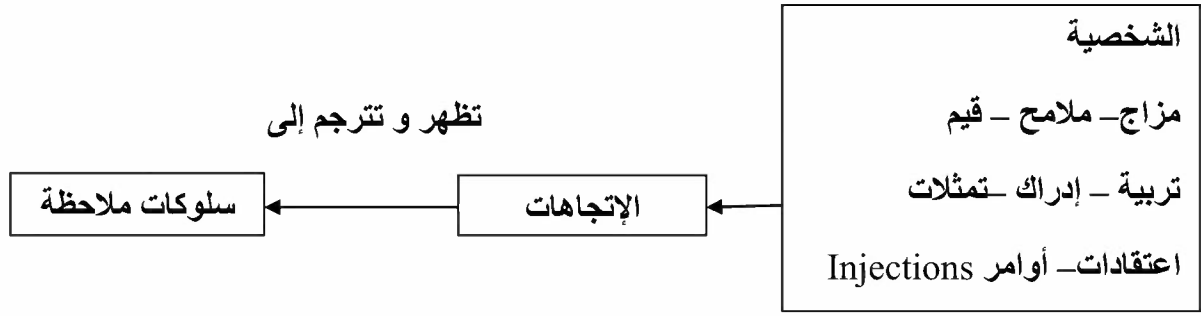 الشخصية
مزاج– ملامح – قيم
تربية – إدراك –تمثلات
اعتقادات– أوامر Injections
الإتجاهات
تظهر و تترجم إلى
سلوكات ملاحظة